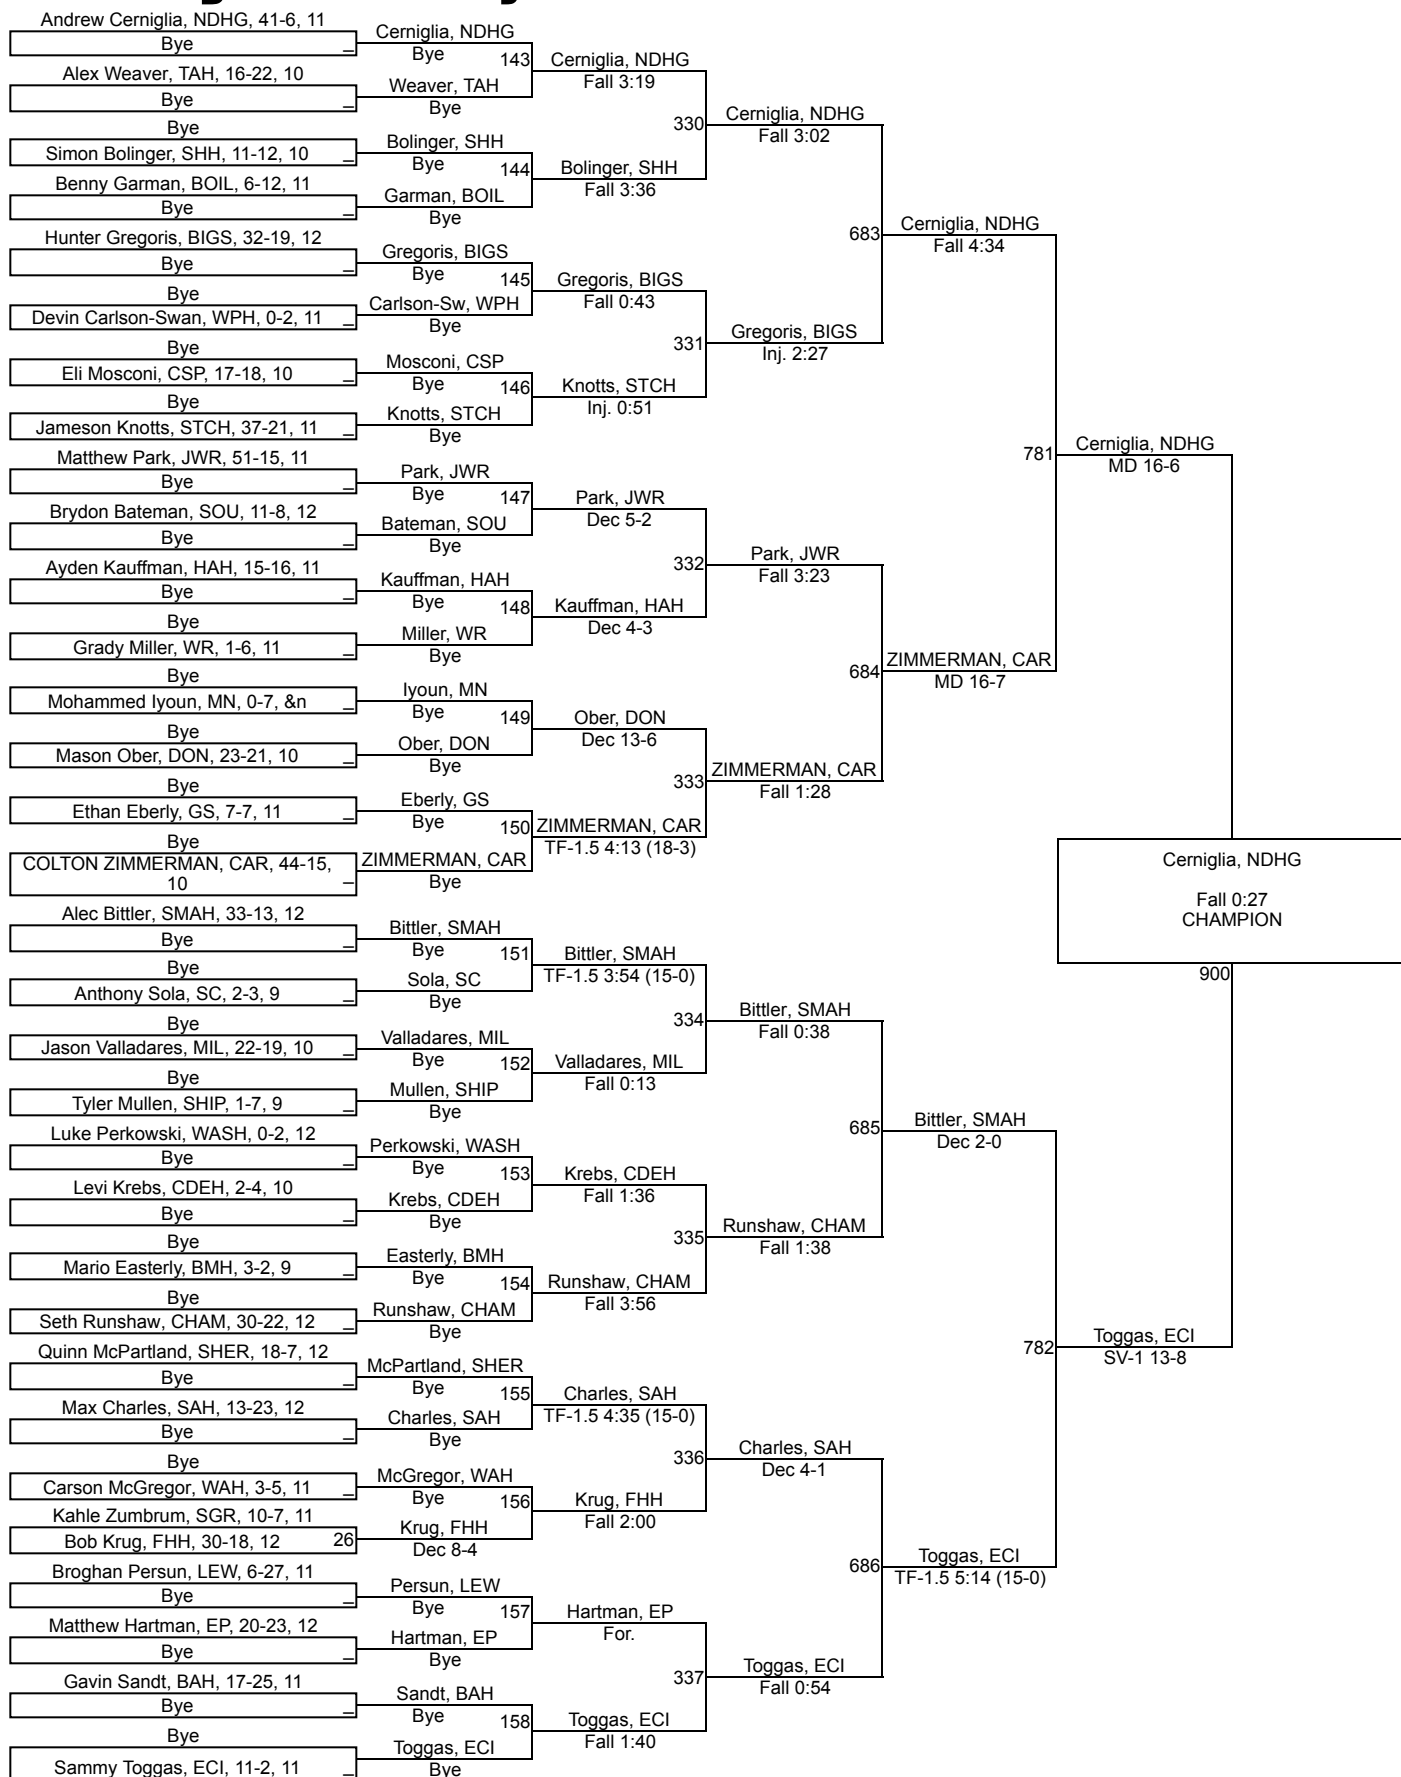 Andrew Cerniglia, NDHG, 41-6, 11
Bye _
Alex Weaver, TAH, 16-22, 10
Bye _
Bye
Simon Bolinger, SHH, 11-12, 10 _
Benny Garman, BOIL, 6-12, 11
Bye _
Hunter Gregoris, BIGS, 32-19, 12
Bye _
Bye
Devin Carlson-Swan, WPH, 0-2, 11 _
Bye
Eli Mosconi, CSP, 17-18, 10 _
Bye
Jameson Knotts, STCH, 37-21, 11 _
Matthew Park, JWR, 51-15, 11
Bye _
Brydon Bateman, SOU, 11-8, 12
Bye _
Ayden Kauffman, HAH, 15-16, 11
Bye _
Bye
Grady Miller, WR, 1-6, 11 _
Bye
Mohammed Iyoun, MN, 0-7, &n _
Bye
Mason Ober, DON, 23-21, 10 _
Bye
Ethan Eberly, GS, 7-7, 11 _
Bye
COLTON ZIMMERMAN, CAR, 44-15,
10 _
Alec Bittler, SMAH, 33-13, 12
Bye _
Bye
Anthony Sola, SC, 2-3, 9 _
Bye
Jason Valladares, MIL, 22-19, 10 _
Bye
Tyler Mullen, SHIP, 1-7, 9 _
Luke Perkowski, WASH, 0-2, 12
Bye _
Levi Krebs, CDEH, 2-4, 10
Bye _
Bye
Mario Easterly, BMH, 3-2, 9 _
Bye
Seth Runshaw, CHAM, 30-22, 12 _
Quinn McPartland, SHER, 18-7, 12
Bye _
Max Charles, SAH, 13-23, 12
Bye _
Bye
Carson McGregor, WAH, 3-5, 11 _
Kahle Zumbrum, SGR, 10-7, 11
Bob Krug, FHH, 30-18, 12 26
Broghan Persun, LEW, 6-27, 11
Bye _
Matthew Hartman, EP, 20-23, 12
Bye _
Gavin Sandt, BAH, 17-25, 11
Bye _
Bye
Sammy Toggas, ECI, 11-2, 11 _
Cerniglia, NDHG
Bye 143
Weaver, TAH
Bye
Bolinger, SHH
Bye 144
Garman, BOIL
Bye
Gregoris, BIGS
Bye 145
Carlson-Sw, WPH
Bye
Mosconi, CSP
Bye 146
Knotts, STCH
Bye
Park, JWR
Bye 147
Bateman, SOU
Bye
Kauffman, HAH
Bye 148
Miller, WR
Bye
Iyoun, MN
Bye 149
Ober, DON
Bye
Eberly, GS
Bye 150
ZIMMERMAN, CAR
Bye
Bittler, SMAH
Bye 151
Sola, SC
Bye
Valladares, MIL
Bye 152
Mullen, SHIP
Bye
Perkowski, WASH
Bye 153
Krebs, CDEH
Bye
Easterly, BMH
Bye 154
Runshaw, CHAM
Bye
McPartland, SHER
Bye 155
Charles, SAH
Bye
McGregor, WAH
Bye 156
Krug, FHH
Dec 8-4
Persun, LEW
Bye 157
Hartman, EP
Bye
Sandt, BAH
Bye 158
Toggas, ECI
Bye
Cerniglia, NDHG
Fall 3:19
330
Bolinger, SHH
Fall 3:36
Gregoris, BIGS
Fall 0:43
331
Knotts, STCH
Inj. 0:51
Park, JWR
Dec 5-2
332
Kauffman, HAH
Dec 4-3
Ober, DON
Dec 13-6
333
ZIMMERMAN, CAR
TF-1.5 4:13 (18-3)
Bittler, SMAH
TF-1.5 3:54 (15-0)
334
Valladares, MIL
Fall 0:13
Krebs, CDEH
Fall 1:36
335
Runshaw, CHAM
Fall 3:56
Charles, SAH
TF-1.5 4:35 (15-0)
336
Krug, FHH
Fall 2:00
Hartman, EP
For.
337
Toggas, ECI
Fall 1:40
Cerniglia, NDHG
Fall 3:02
683
Gregoris, BIGS
Inj. 2:27
Park, JWR
Fall 3:23
684
ZIMMERMAN, CAR
Fall 1:28
Bittler, SMAH
Fall 0:38
685
Runshaw, CHAM
Fall 1:38
Charles, SAH
Dec 4-1
686
Toggas, ECI
Fall 0:54
Cerniglia, NDHG
Fall 4:34
781
ZIMMERMAN, CAR
MD 16-7
Bittler, SMAH
Dec 2-0
782
Toggas, ECI
TF-1.5 5:14 (15-0)
Cerniglia, NDHG
MD 16-6
Toggas, ECI
SV-1 13-8
Cerniglia, NDHG
Fall 0:27
CHAMPION
900